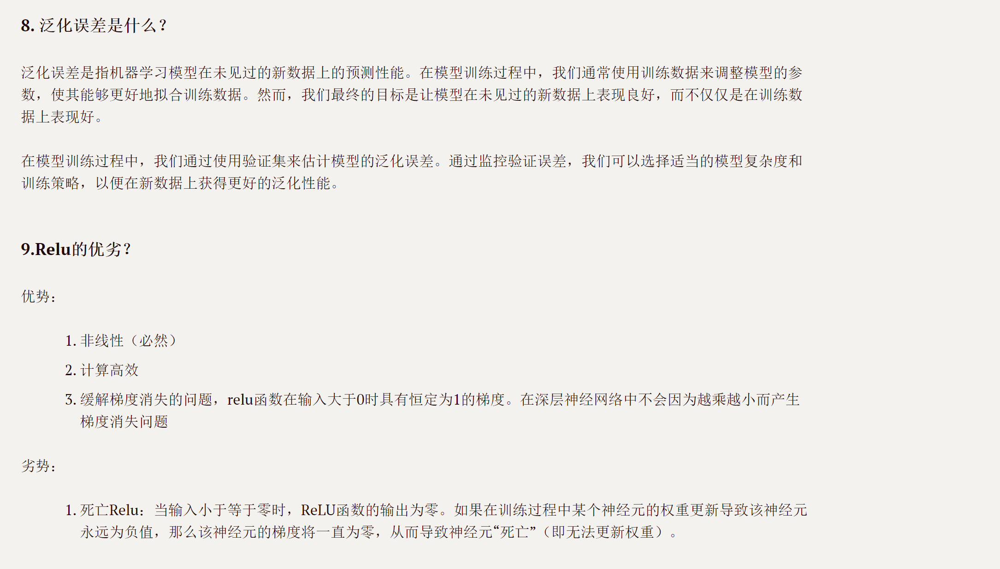 8. 泛化误差是什么？
泛化误差是指机器学习模型在未见过的新数据上的预测性能。在模型训练过程中，我们通常使用训练数据来调整模型的参
数，使其能够更好地拟合训练数据。然而，我们最终的目标是让模型在未见过的新数据上表现良好，而不仅仅是在训练数
据上表现好。
在模型训练过程中，我们通过使用验证集来估计模型的泛化误差。通过监控验证误差，我们可以选择适当的模型复杂度和
训练策略，以便在新数据上获得更好的泛化性能。
9.Relu的优劣？
优势：
1. 非线性（必然）
2. 计算高效
3. 缓解梯度消失的问题，relu函数在输入大于0时具有恒定为1的梯度。在深层神经网络中不会因为越乘越小而产生
梯度消失问题
劣势：
1. 死亡Relu：当输入小于等于零时，ReLU函数的输出为零。如果在训练过程中某个神经元的权重更新导致该神经元
永远为负值，那么该神经元的梯度将一直为零，从而导致神经元“死亡”（即无法更新权重）。